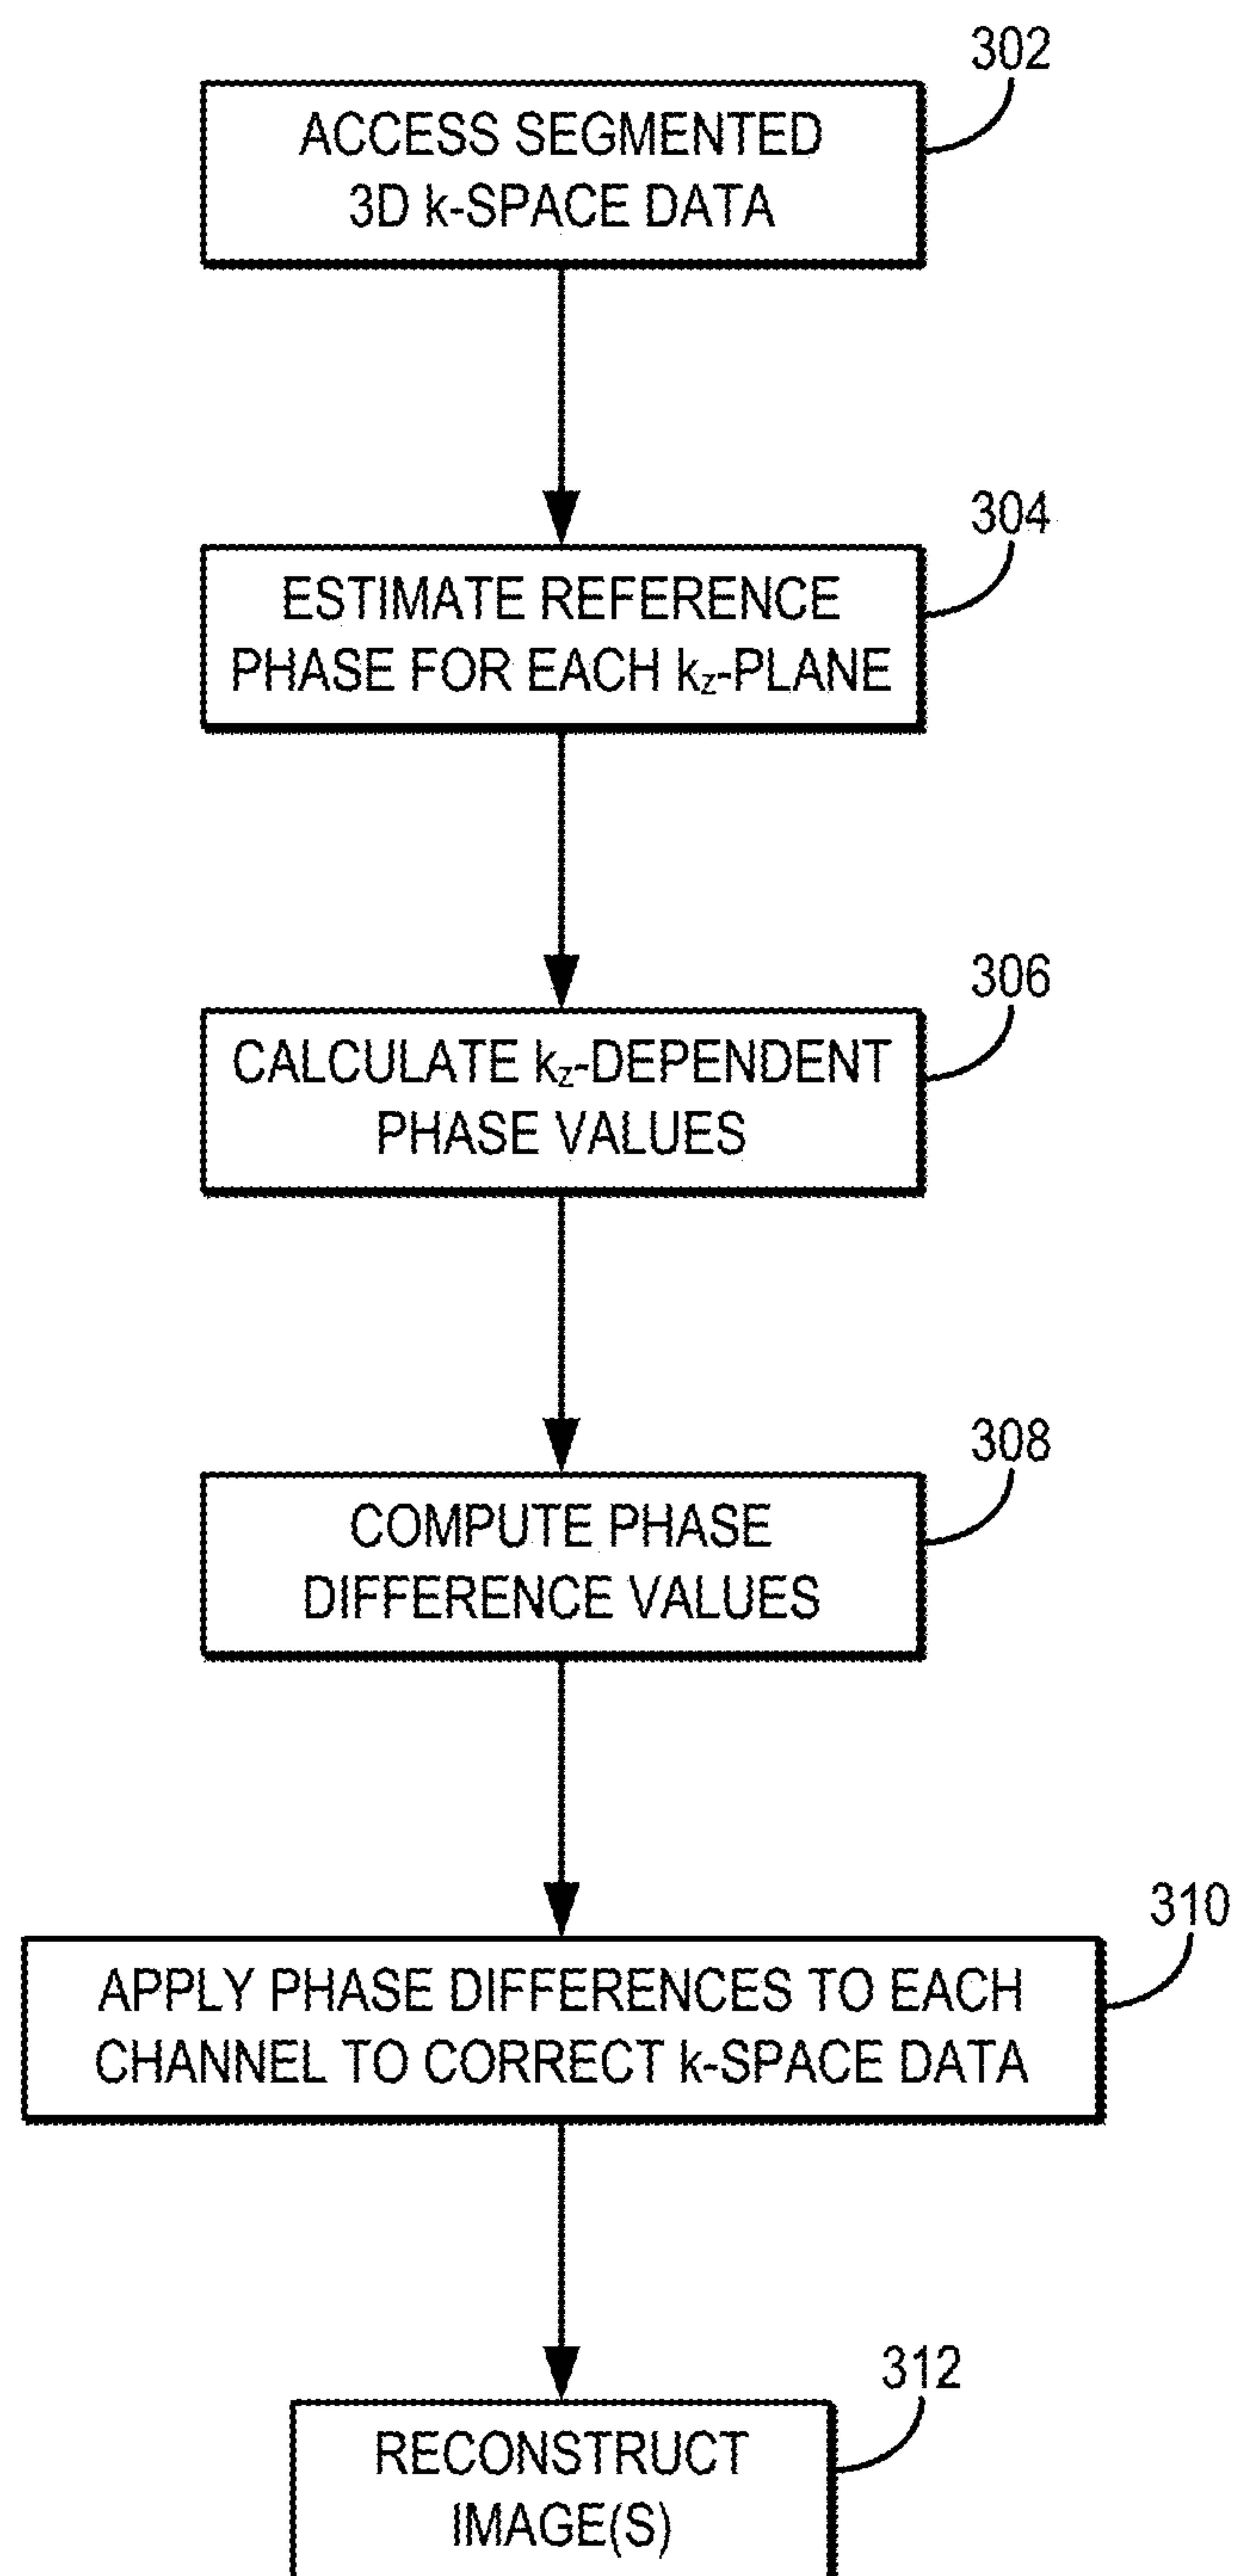 302
ACCESS SEGMENTED
3D k-SPACE DATA
304
ESTIMATE REFERENCE
PHASE FOR EACH kz-PLANE
306
CALCULATE kz-DEPENDENT
PHASE VALUES
308
COMPUTE PHASE
DIFFERENCE VALUES
310
APPLY PHASE DIFFERENCES TO EACH
CHANNEL TO CORRECT k-SPACE DATA
312
RECONSTRUCT
IMAGE(S)